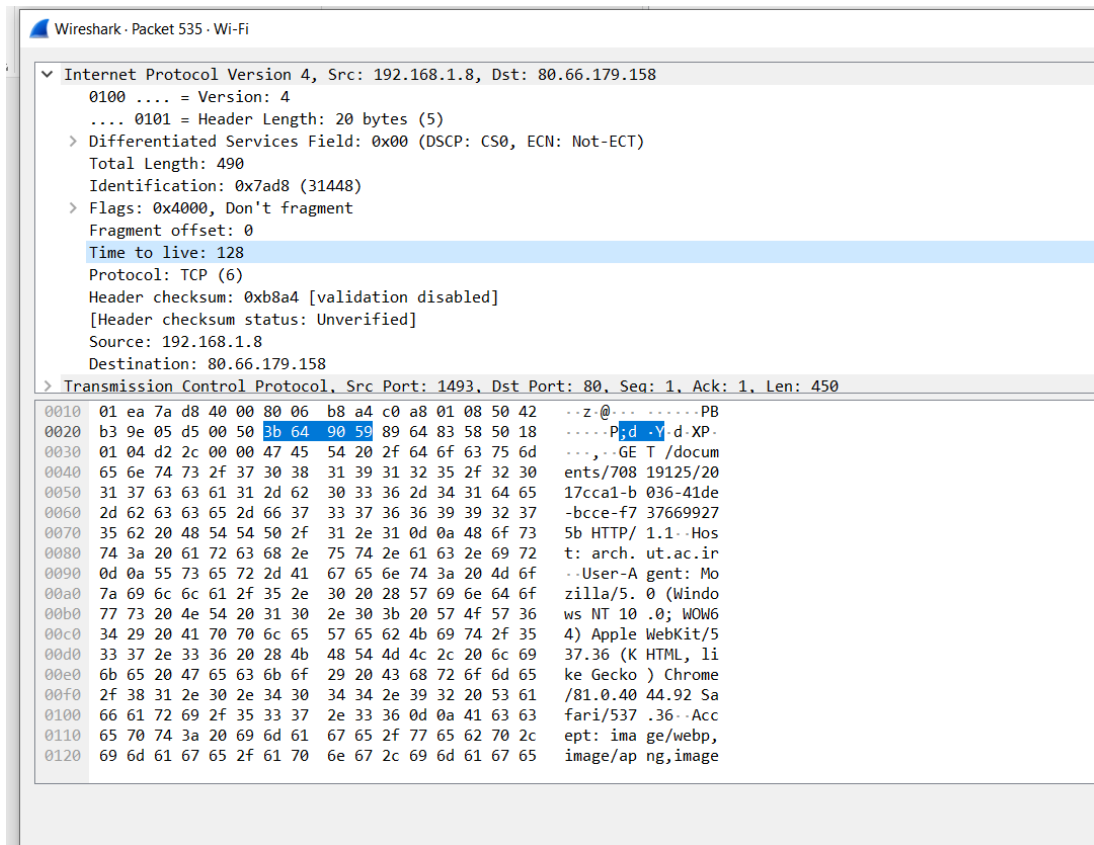 Wireshark · Packet 535 · Wi-Fi
Internet Protocol Version 4, Src: 192.168.1.8, Dst: 80.66.179.158
0100 .... = Version: 4
.... 0101 = Header Length: 20 bytes (5)
Differentiated Services Field: 0x00 (DSCP: CS0, ECN: Not-ECT)
Total Length: 490
Identification: 0x7ad8 (31448)
Flags: 0x4000, Don't fragment
Fragment offset: 0
Time to live: 128
Protocol: TCP (6)
Header checksum: 0xb8a4 [validation disabled]
[Header checksum status: Unverified]
Source: 192.168.1.8
Destination: 80.66.179.158
Transmission Control Protocol, Src Port: 1493, Dst Port: 80, Seq: 1, Ack: 1, Len: 450
0010 01 ea 7a d8 40 00 80 06 b8 a4 c0 a8 01 08 50 42 ··z·@··· ······PB
0020 b3 9e 05 d5 00 50 3b 64 90 59 89 64 83 58 50 18 ·····P;d ·Y·d·XP·
0030 01 04 d2 2c 00 00 47 45 54 20 2f 64 6f 63 75 6d ···,··GE T /docum
0040 65 6e 74 73 2f 37 30 38 31 39 31 32 35 2f 32 30 ents/708 19125/20
0050 31 37 63 63 61 31 2d 62 30 33 36 2d 34 31 64 65 17cca1-b 036-41de
0060 2d 62 63 63 65 2d 66 37 33 37 36 36 39 39 32 37 -bcce-f7 37669927
0070 35 62 20 48 54 54 50 2f 31 2e 31 0d 0a 48 6f 73 5b HTTP/ 1.1··Hos
0080 74 3a 20 61 72 63 68 2e 75 74 2e 61 63 2e 69 72 t: arch. ut.ac.ir
0090 0d 0a 55 73 65 72 2d 41 67 65 6e 74 3a 20 4d 6f ··User-A gent: Mo
00a0 7a 69 6c 6c 61 2f 35 2e 30 20 28 57 69 6e 64 6f zilla/5. 0 (Windo
00b0 77 73 20 4e 54 20 31 30 2e 30 3b 20 57 4f 57 36 ws NT 10 .0; WOW6
00c0 34 29 20 41 70 70 6c 65 57 65 62 4b 69 74 2f 35 4) Apple WebKit/5
00d0 33 37 2e 33 36 20 28 4b 48 54 4d 4c 2c 20 6c 69 37.36 (K HTML, li
00e0 6b 65 20 47 65 63 6b 6f 29 20 43 68 72 6f 6d 65 ke Gecko ) Chrome
00f0 2f 38 31 2e 30 2e 34 30 34 34 2e 39 32 20 53 61 /81.0.40 44.92 Sa
0100 66 61 72 69 2f 35 33 37 2e 33 36 0d 0a 41 63 63 fari/537 .36··Acc
0110 65 70 74 3a 20 69 6d 61 67 65 2f 77 65 62 70 2c ept: ima ge/webp,
0120 69 6d 61 67 65 2f 61 70 6e 67 2c 69 6d 61 67 65 image/ap ng,image